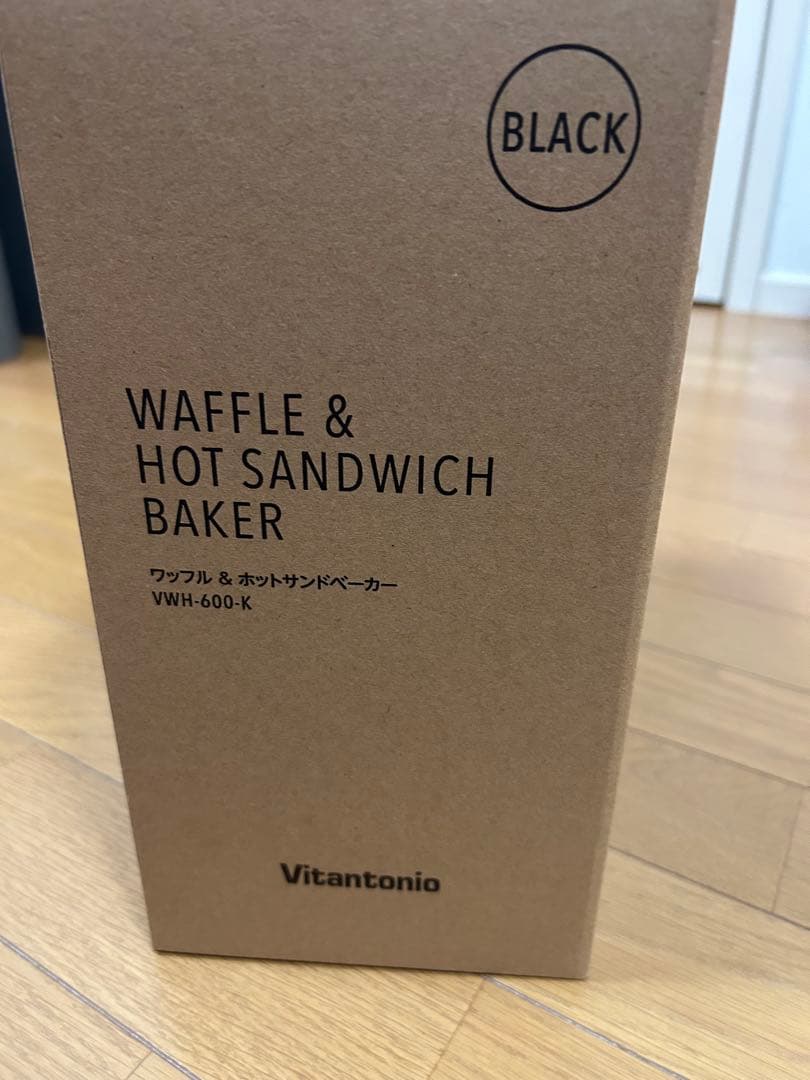 BLACK
WAFFLE &
HOT SANDWICH
BAKER
ワッフル & ホットサンドベーカー
VWH-600-K
Vitantonio